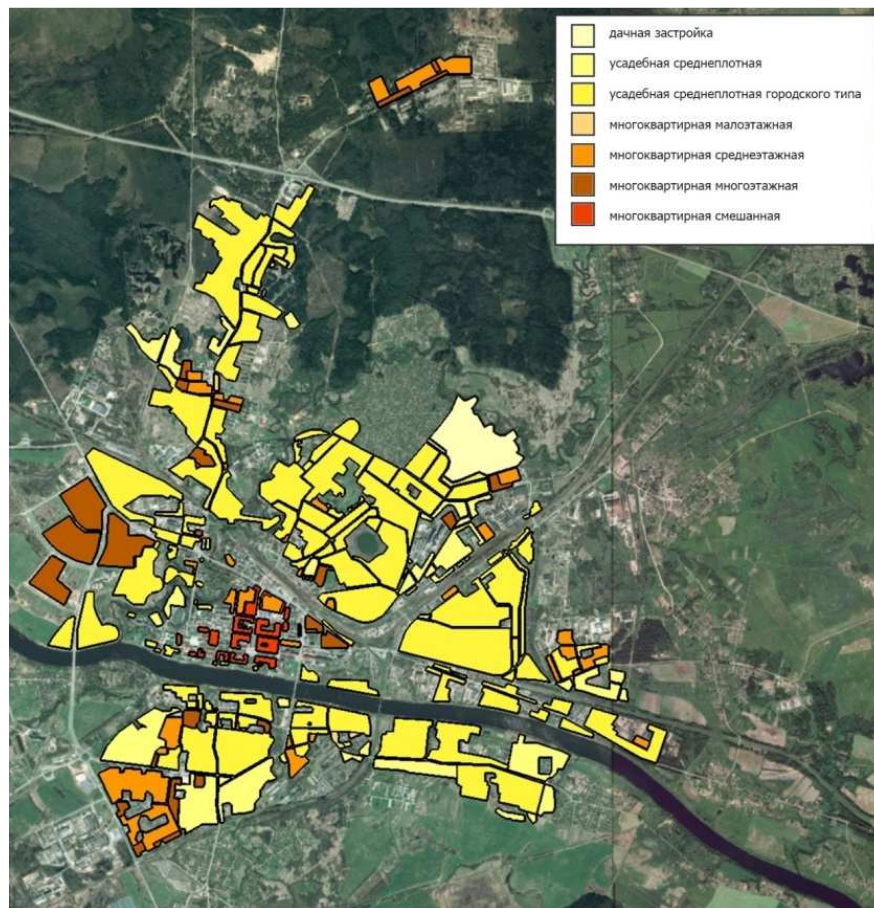 дачная застройка
усадебная среднеплотная
усадебная среднеплотная городского типа
многоквартирная малоэтажная
многоквартирная среднеэтажная
многоквартирная многоэтажная
многоквартирная смешанная